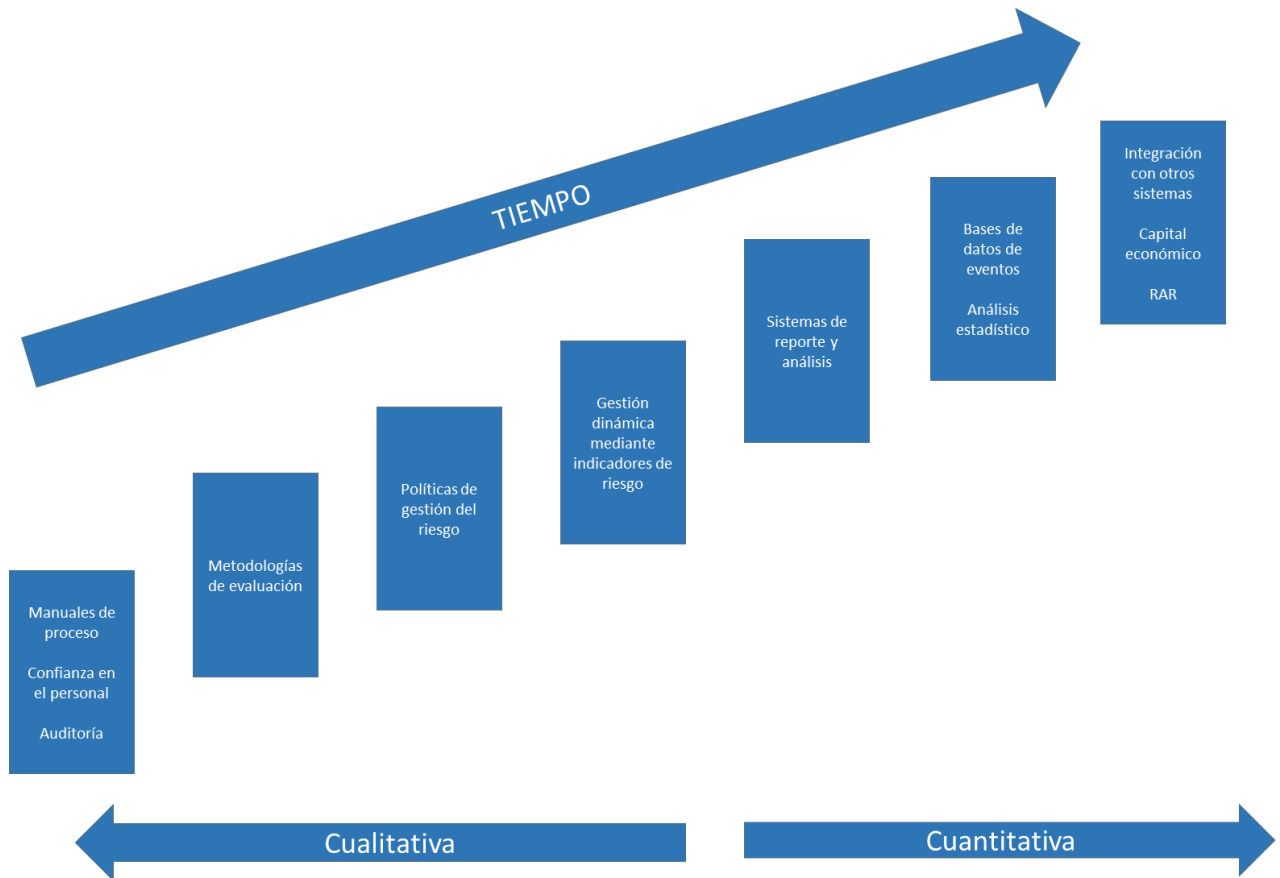 TIEMPO
Manuales de
proceso
Confianza en
el personal
Auditoría
Metodologías
de evaluación
Políticas de
gestión del
riesgo
Gestión
dinámica
mediante
indicadores de
riesgo
Sistemas de
reporte y
análisis
Bases de
datos de
eventos
Análisis
estadístico
Integración
con otros
sistemas
Capital
económico
RAR
Cualitativa
Cuantitativa